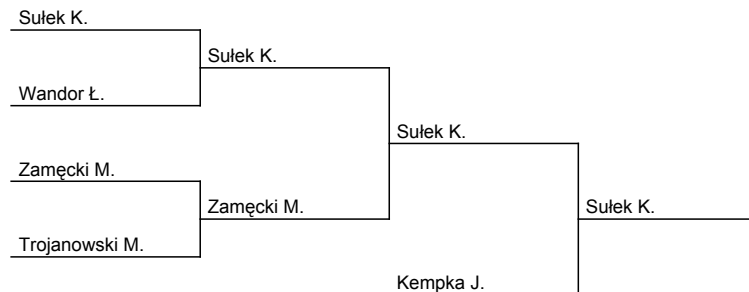 Sułek K.
Sułek K.
Wandor Ł.
Sułek K.
Zamęcki M.
Zamęcki M.
Sułek K.
Trojanowski M.
Kempka J.